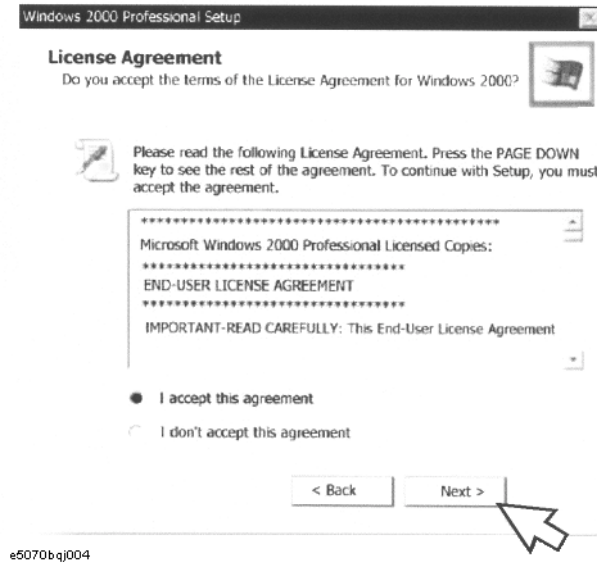 Windows 2000 Professional Setup
License Agreement
Do you accept the terms of the License Agreement for Windows 2000?
Please read the following License Agreement. Press the PAGE DOWN
key to see the rest of the agreement. To continue with Setup, you must
accept the agreement.
*********************************************
Microsoft Windows 2000 Professional Licensed Copies:
*********************************
END-USER LICENSE AGREEMENT
*********************************
IMPORTANT-READ CAREFULLY: This End-User License Agreement
I accept this agreement
I don't accept this agreement
< Back Next >
e5070bqj004